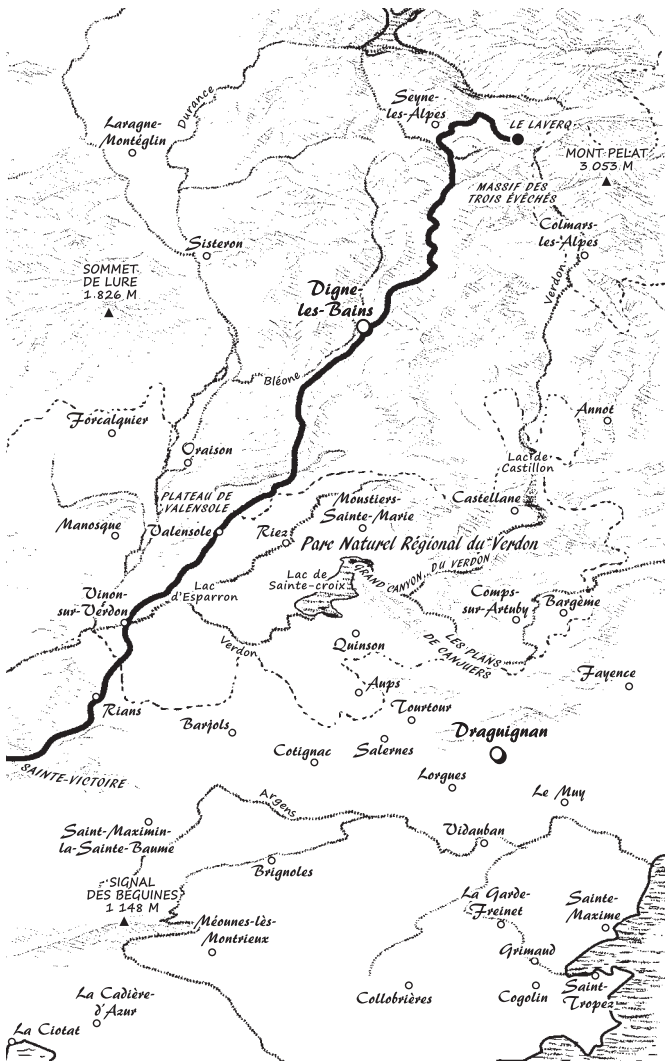 Seyne-
les-Alpes
Durance
Laragne-
Montéglin
LE LAVERQ
MONT PELAT
3 053 M
MASSIF DES
TROIS ÉVÊCHÉS
Colmars-
les-Alpes
Sisteron
SOMMET
DE LURE
1 826 M
Verdon
Digne-
les-Bains
Bléone
Forcalquier
Annot
Oraison
Lac de
Castillon
PLATEAU DE
VALENSOLE
Moustiers-
Sainte-Marie
Castellane
Manosque
Valensole
Riez
Parc Naturel Régional du Verdon
GRAND CANYON DU VERDON
Lac de
Sainte-croix
Lac
d'Esparron
Vinon-
sur-Verdon
Comps-
sur-Artuby
Bargème
Verdon
Quinson
LES PLANS
DE CANJUERS
Fayence
Aups
Rians
Tourtour
Barjols
Draguignan
Cotignac
Salernes
SAINTE-VICTOIRE
Lorgues
Le Muy
Argens
Saint-Maximin-
la-Sainte-Baume
Vidauban
Brignoles
SIGNAL
DES BÉGUINES
1 148 M
La Garde-
Freinet
Sainte-
Maxime
Méounes-lès-
Montrieux
Grimaud
La Cadière-
d'Azur
Collobrières
Cogolin
Saint-
Tropez
La Ciotat